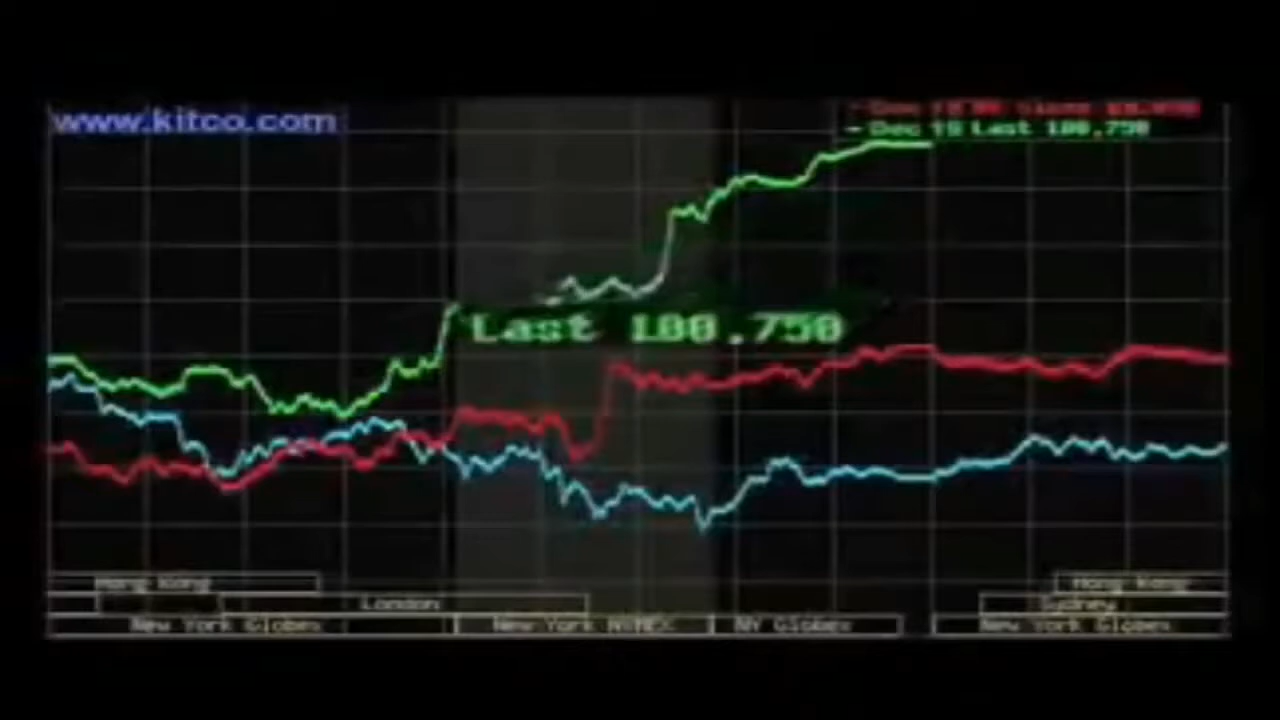 www.kitco.com
Dec 19 Last 100.750
Last 100.750
Hong Kong
Hong Kong
London
Sydney
New York Globex
New York NYMEX
NY Globex
New York Globex